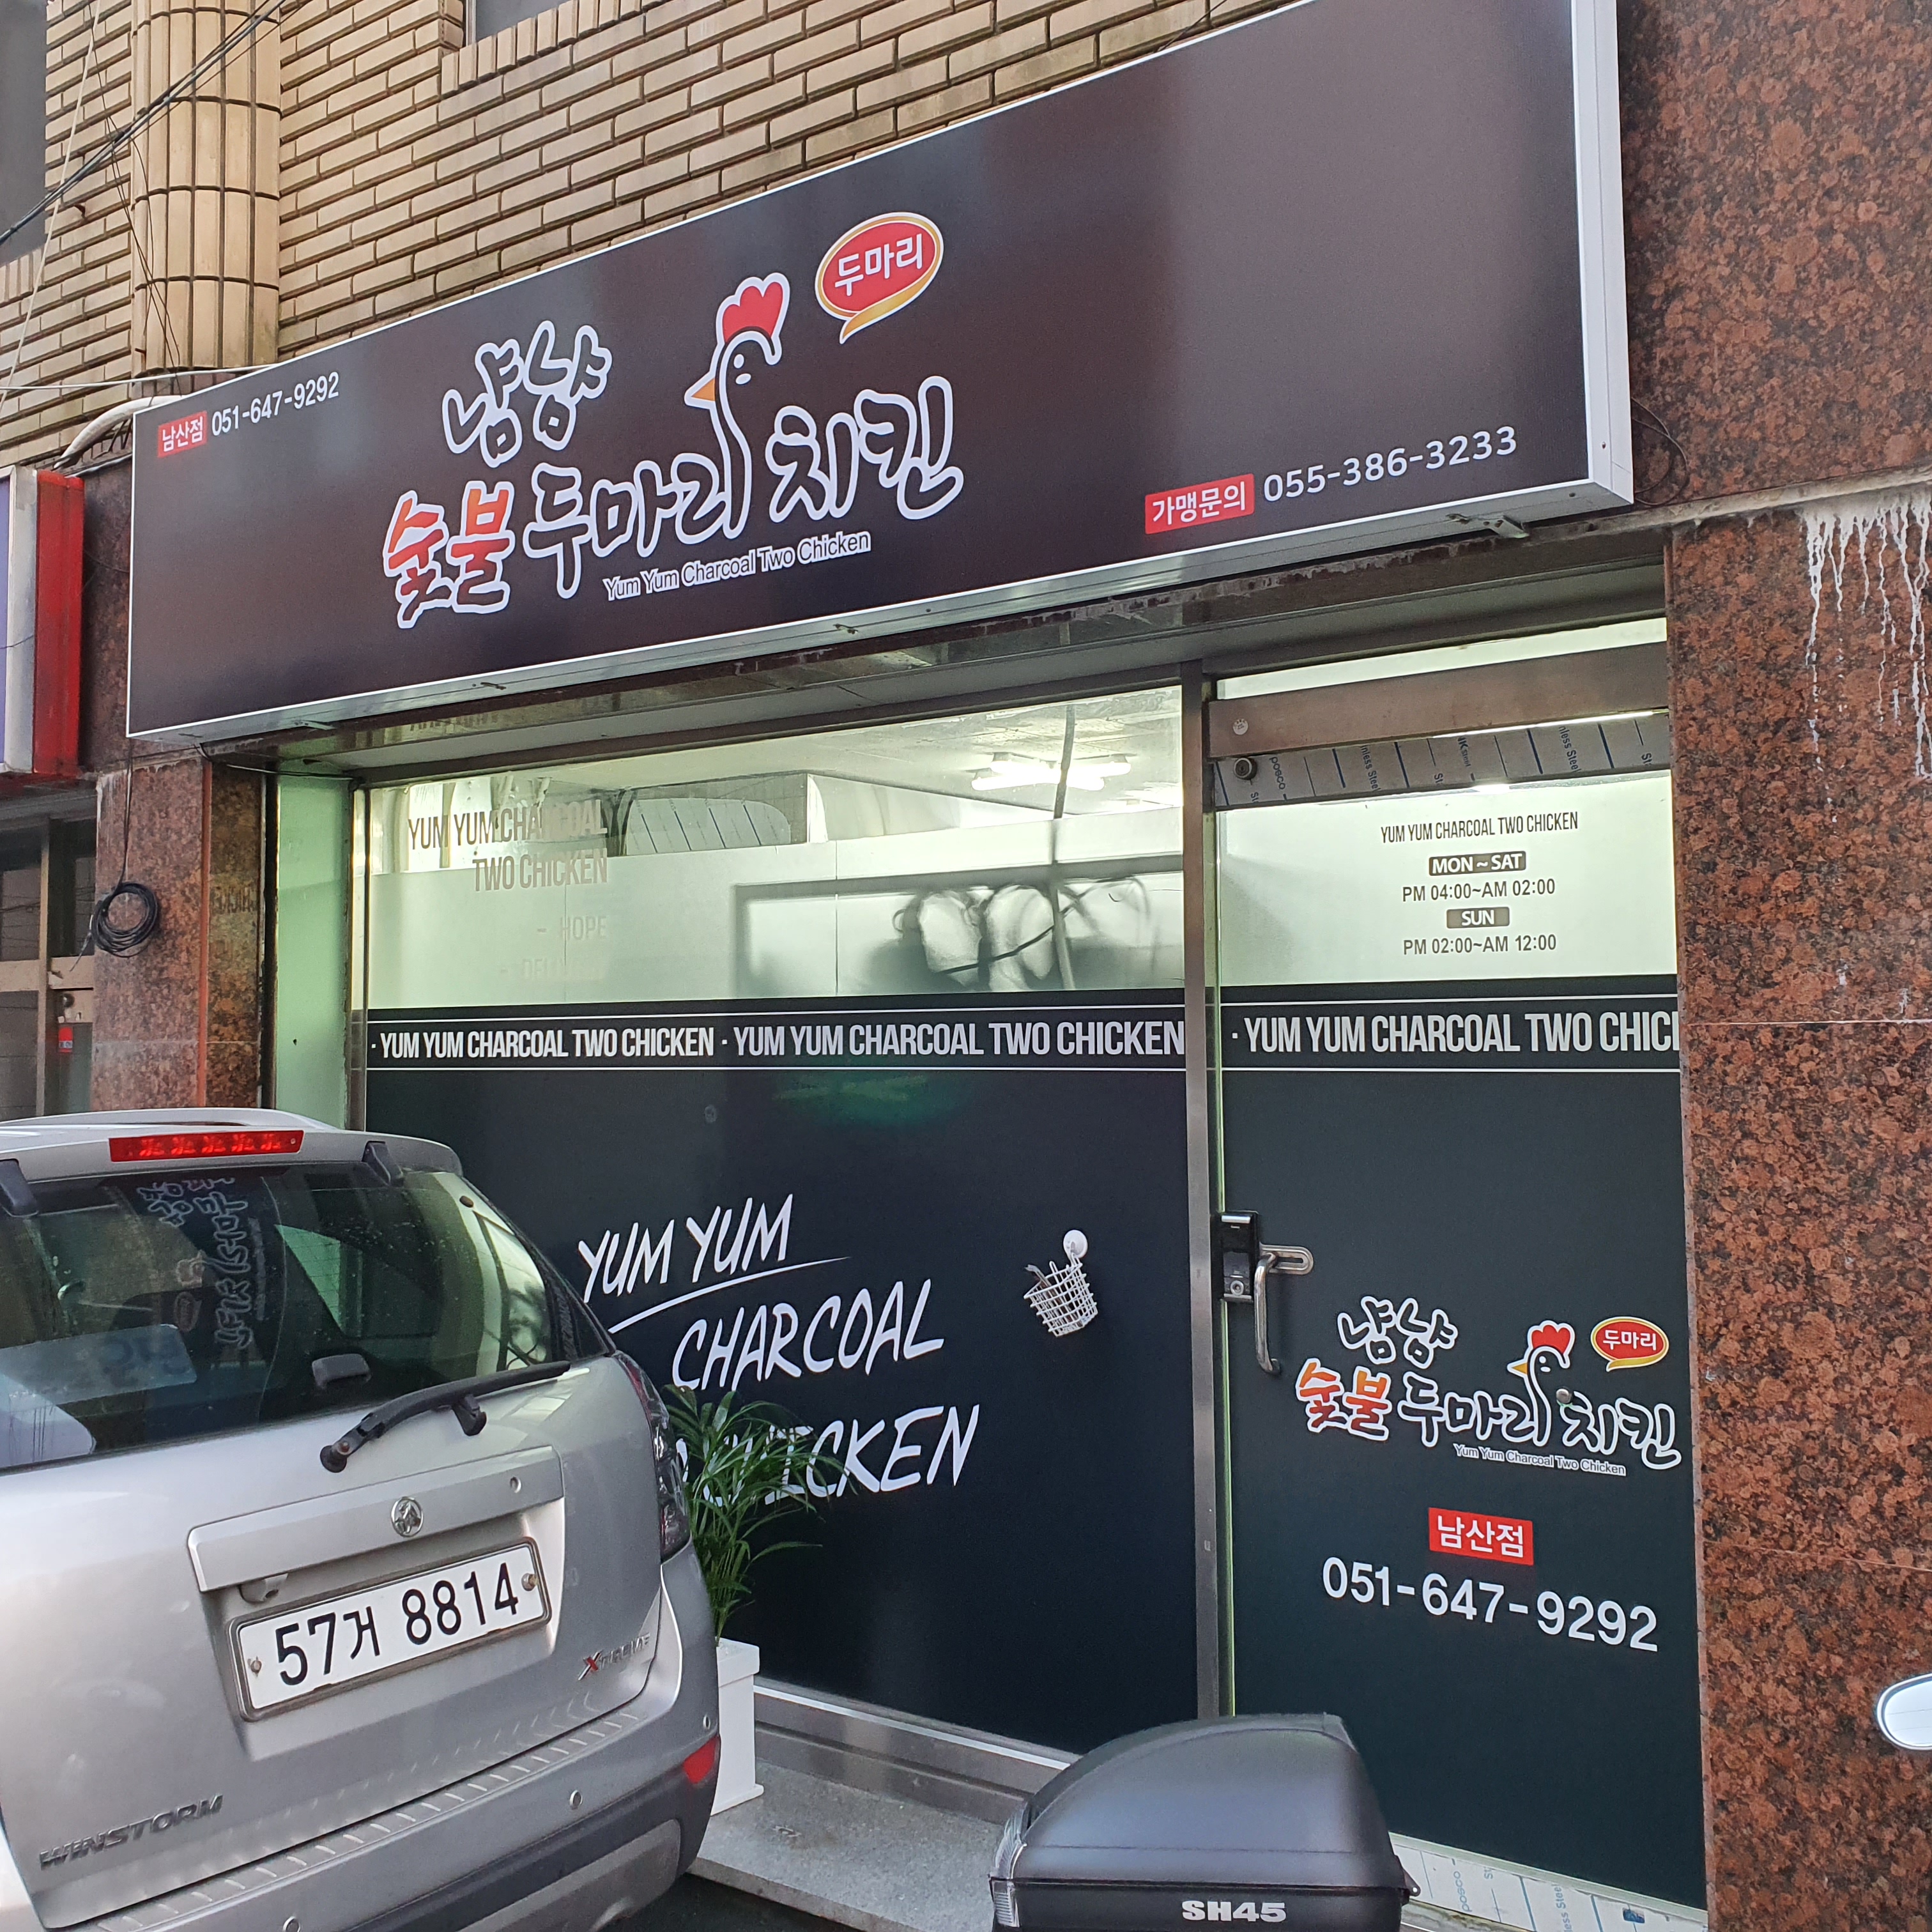 두마리
남산점 051-647-9292
냠냠
숯불 두마리 치킨
Yum Yum Charcoal Two Chicken
가맹문의 055-386-3233
YUM YUM CHARCOAL
TWO CHICKEN
- HOPE
YUM YUM CHARCOAL TWO CHICKEN
MON ~ SAT
PM 04:00~AM 02:00
SUN
PM 02:00~AM 12:00
· YUM YUM CHARCOAL TWO CHICKEN · YUM YUM CHARCOAL TWO CHICKEN
· YUM YUM CHARCOAL TWO CHIC
YUM YUM
CHARCOAL
CHICKEN
두마리
냠냠
숯불 두마리 치킨
Yum Yum Charcoal Two Chicken
남산점
051-647-9292
57거 8814
XTREME
WINSTORM
SH45
posco